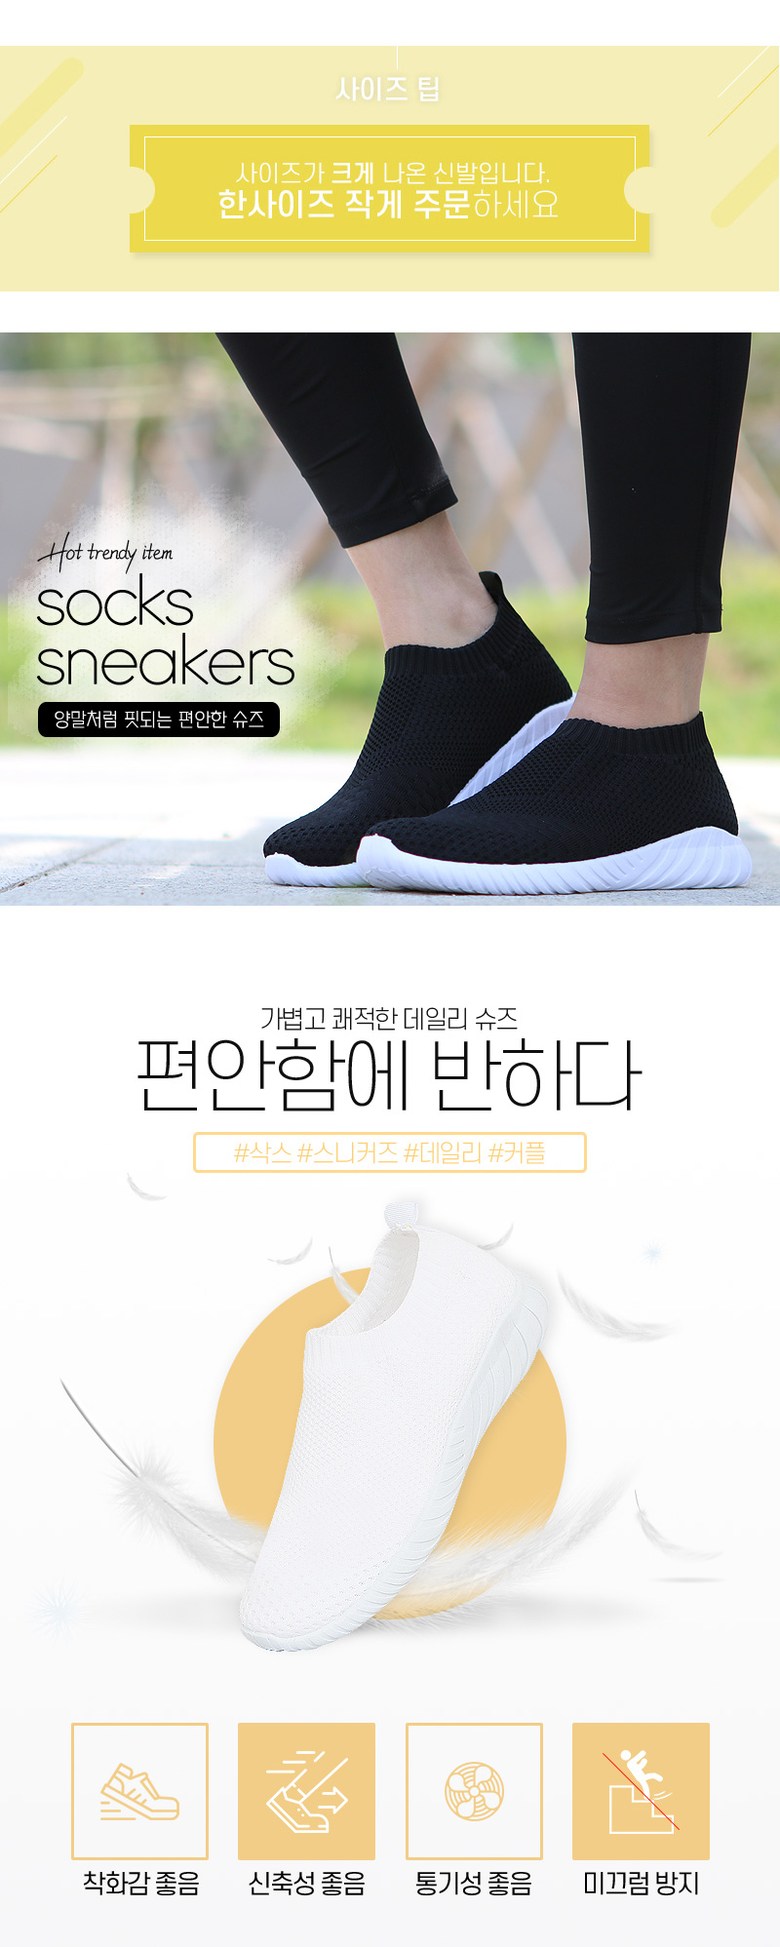 사이즈 팁
사이즈가 크게 나온 신발입니다.
한사이즈 작게 주문하세요
Hot trendy item
socks
sneakers
양말처럼 핏되는 편안한 슈즈
가볍고 쾌적한 데일리 슈즈
편안함에 반하다
#삭스 #스니커즈 #데일리 #커플
착화감 좋음
신축성 좋음
통기성 좋음
미끄럼 방지